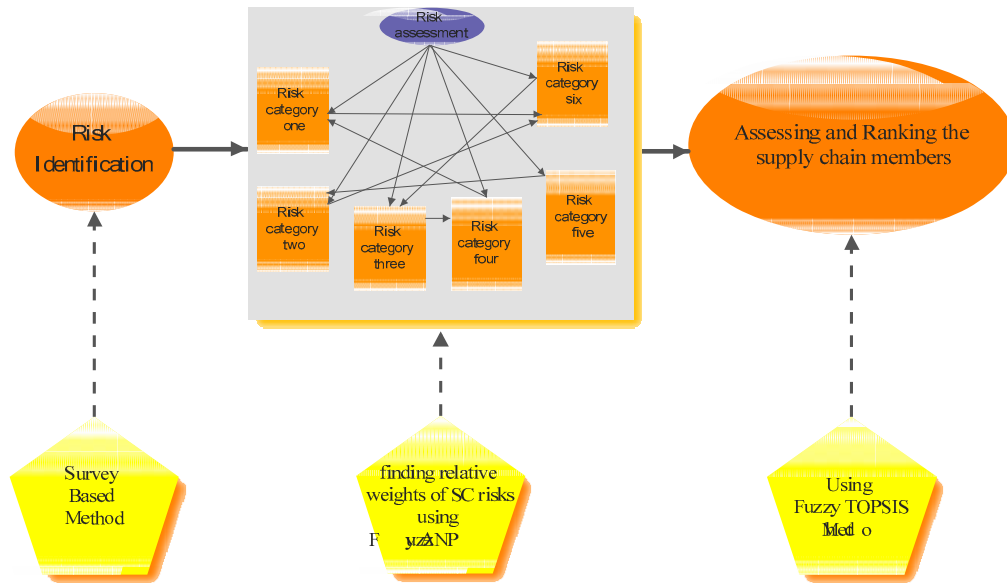 Risk
assessment
Risk
category
one
Risk
category
six
Risk
category
two
Risk
category
three
Risk
category
four
Risk
category
five
Risk
Identification
Assessing and Ranking the
supply chain members
Survey
Based
Method
finding relative
weights of SC risks
using
Fuzzy ANP
Using
Fuzzy TOPSIS